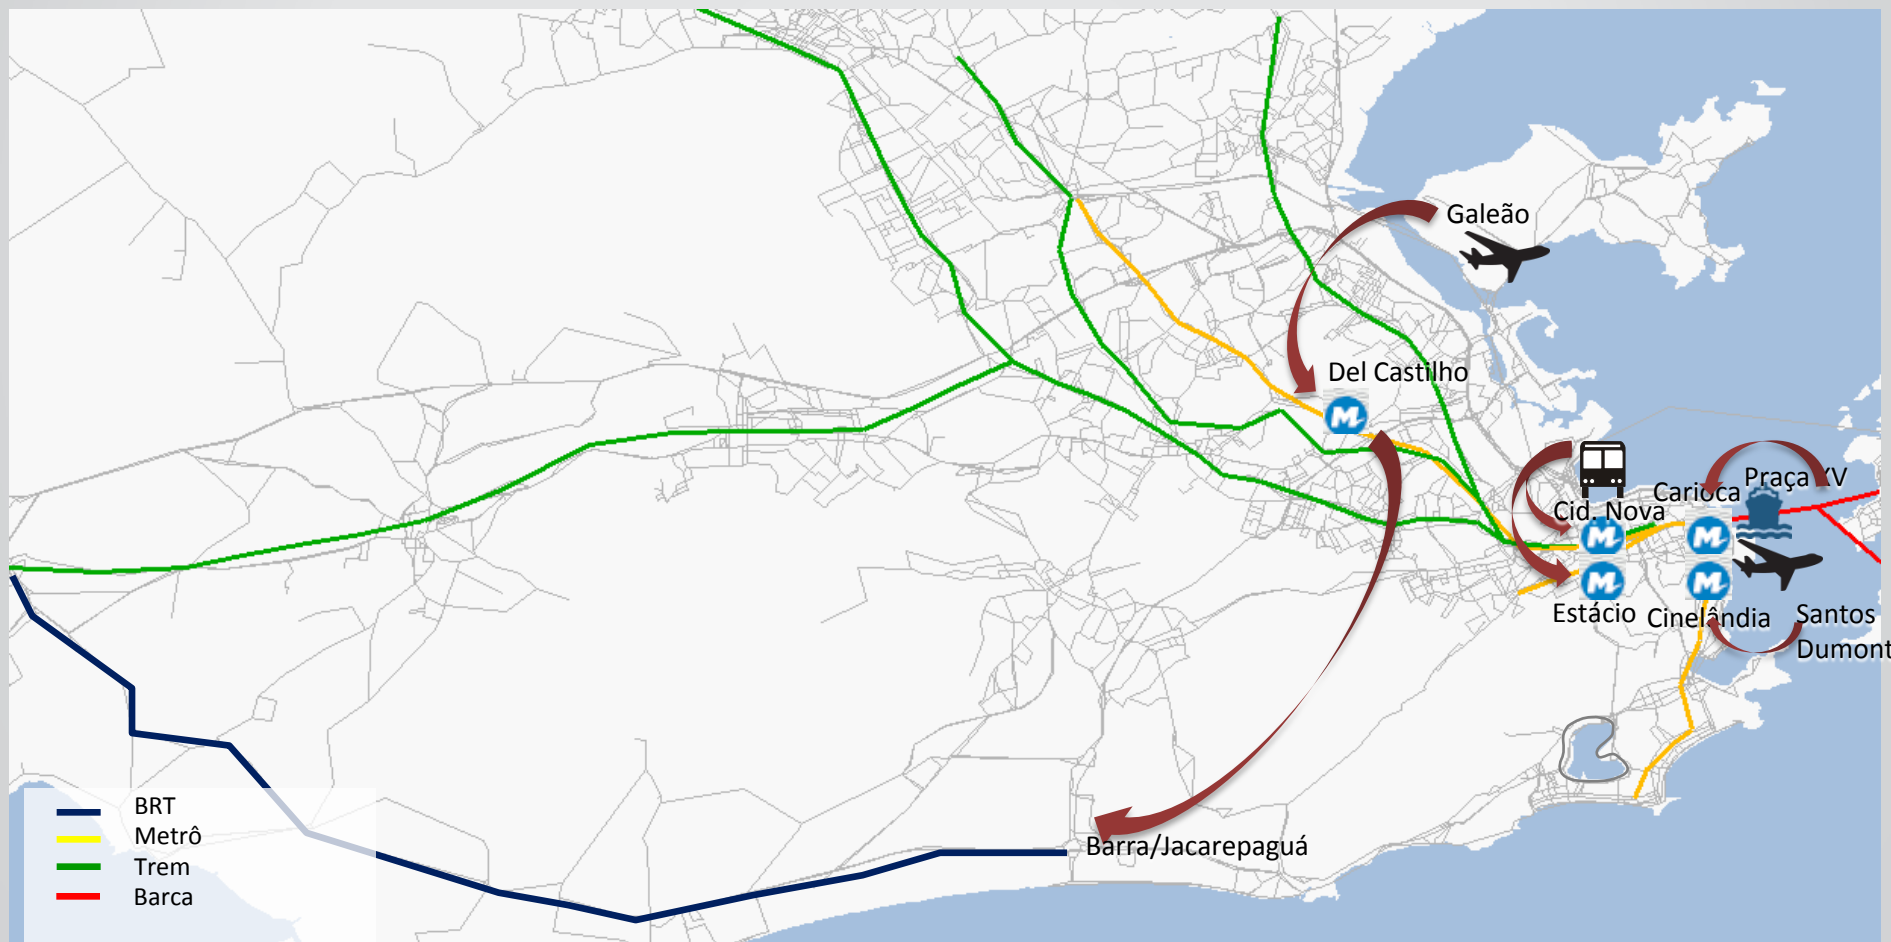 Galeão
Del Castilho
Praça XV
Carioca
Cid. Nova
M
M
M
M
M
Estácio
Cinelândia
Santos
Dumont
BRT
Metrô
Trem
Barca
Barra/Jacarepaguá